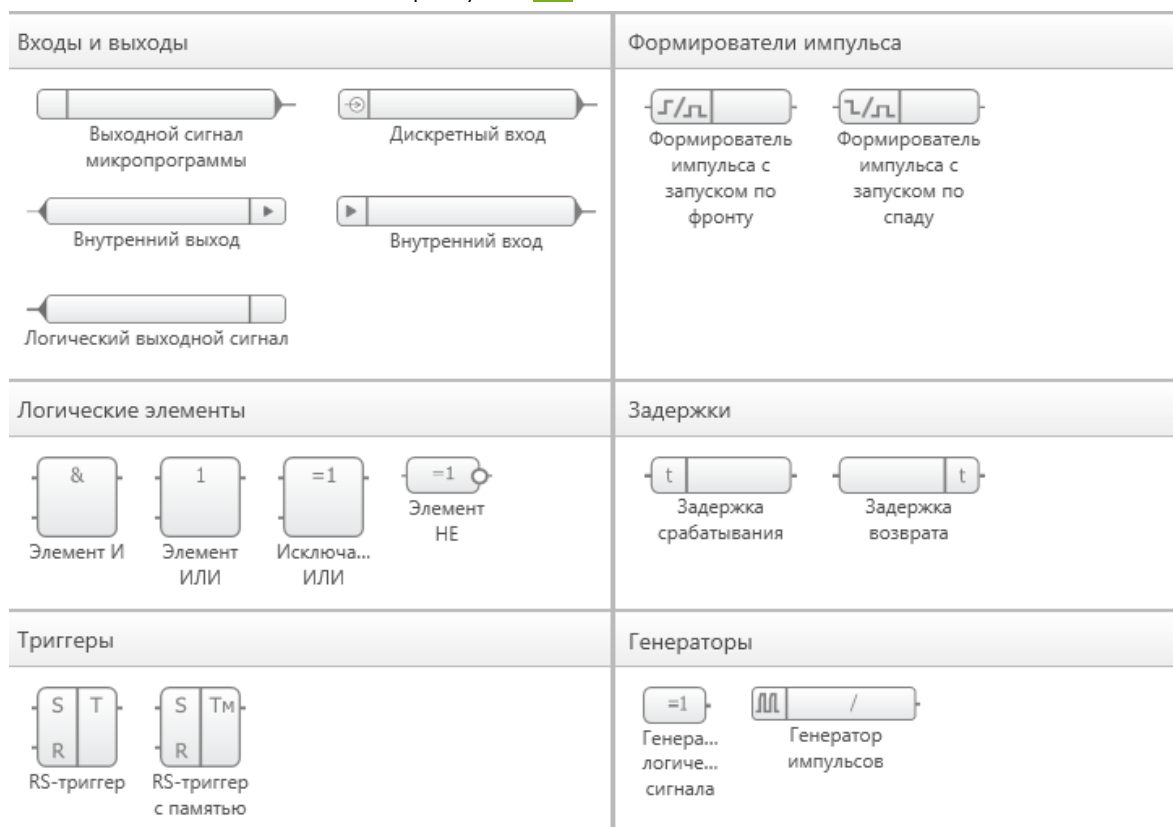 Входы и выходы
Выходной сигнал
микропрограммы
Дискретный вход
Внутренний выход
Внутренний вход
Логический выходной сигнал
Формирователи импульса
Формирователь
импульса с
запуском по
фронту
Формирователь
импульса с
запуском по
спаду
Логические элементы
&
Элемент И
1
Элемент
ИЛИ
=1
Исключа...
ИЛИ
=1
Элемент
НЕ
Задержки
t
Задержка
срабатывания
t
Задержка
возврата
Триггеры
S T
R
RS-триггер
S Tм
R
RS-триггер
с памятью
Генераторы
=1
Генера...
логиче...
сигнала
/
Генератор
импульсов